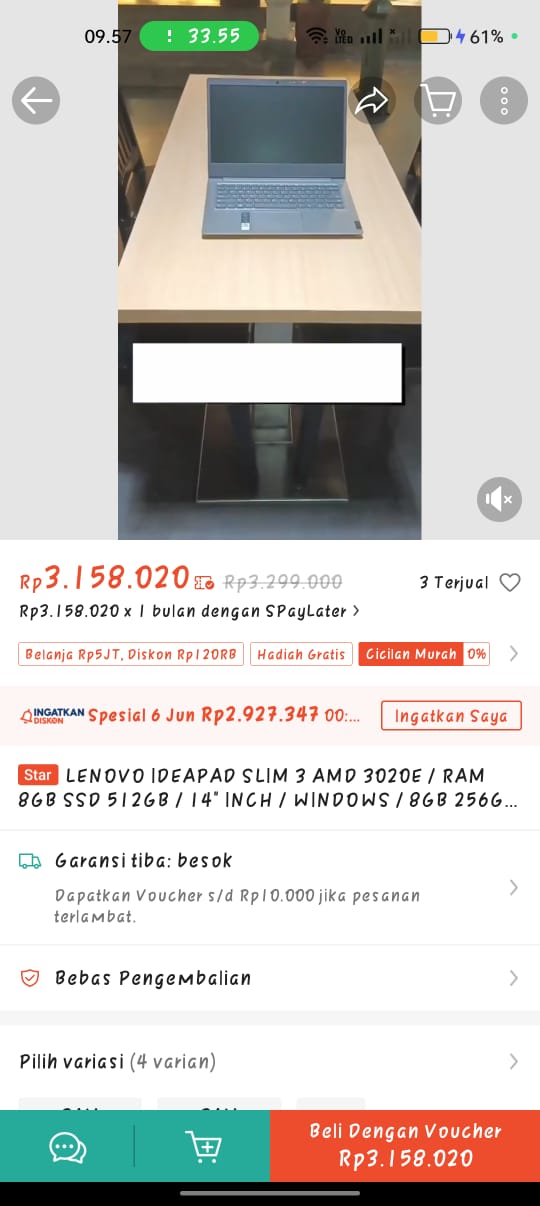 09.57
: 33.55
Vo
LTED
61%
Rp3.158.020 Rp3.299.000
3 Terjual
Rp3.158.020 x 1 bulan dengan SPayLater >
Belanja Rp5JT, Diskon Rp120RB
Hadiah Gratis
Cicilan Murah 0%
INGATKAN
DISKON
Spesial 6 Jun Rp2.927.347 00:...
Ingatkan Saya
Star LENOVO IDEAPAD SLIM 3 AMD 3020E / RAM
8GB SSD 512GB / 14" INCH / WINDOWS / 8GB 256G...
Garansi tiba: besok
Dapatkan Voucher s/d Rp10.000 jika pesanan
terlambat.
Bebas Pengembalian
Pilih variasi (4 varian)
Beli Dengan Voucher
Rp3.158.020